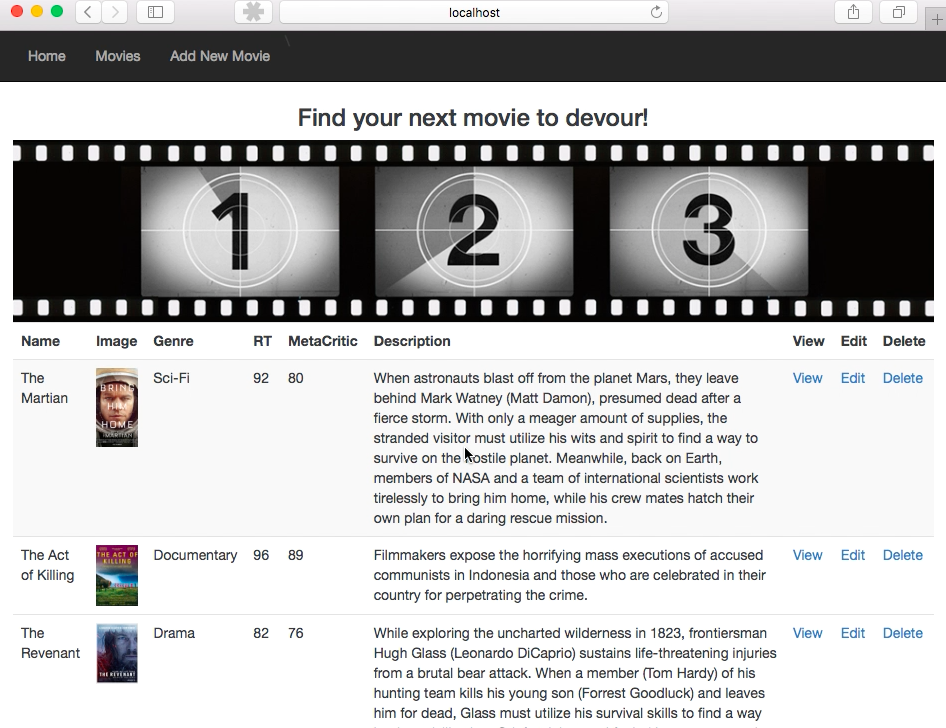 localhost
Home Movies Add New Movie
Find your next movie to devour!
1 2 3
Name Image Genre RT MetaCritic Description View Edit Delete
The Martian
BRING HIM HOME
MARTIAN
Sci-Fi 92 80
When astronauts blast off from the planet Mars, they leave
behind Mark Watney (Matt Damon), presumed dead after a
fierce storm. With only a meager amount of supplies, the
stranded visitor must utilize his wits and spirit to find a way to
survive on the hostile planet. Meanwhile, back on Earth,
members of NASA and a team of international scientists work
tirelessly to bring him home, while his crew mates hatch their
own plan for a daring rescue mission.
View Edit Delete
The Act
of Killing
THE ACT OF
KILLING
Documentary 96 89
Filmmakers expose the horrifying mass executions of accused
communists in Indonesia and those who are celebrated in their
country for perpetrating the crime.
View Edit Delete
The
Revenant
THE REVENANT
Drama 82 76
While exploring the uncharted wilderness in 1823, frontiersman
Hugh Glass (Leonardo DiCaprio) sustains life-threatening injuries
from a brutal bear attack. When a member (Tom Hardy) of his
hunting team kills his young son (Forrest Goodluck) and leaves
him for dead, Glass must utilize his survival skills to find a way
View Edit Delete